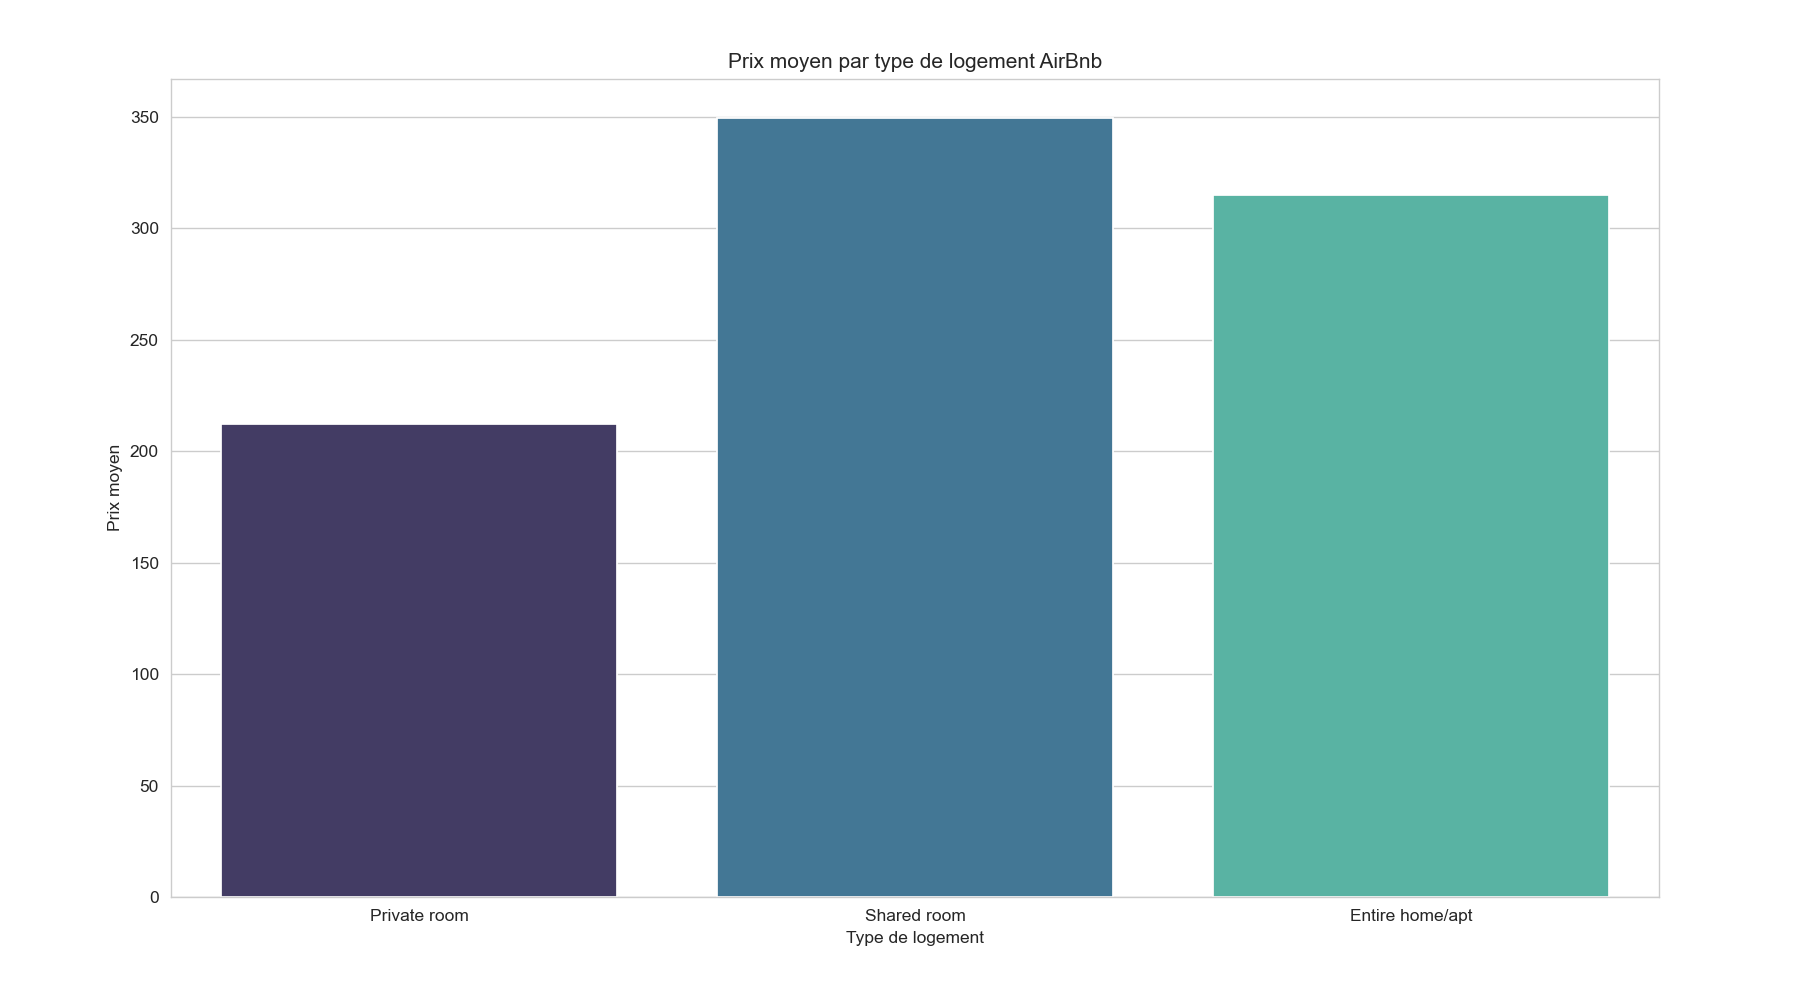 Prix moyen par type de logement AirBnb
Prix moyen
350
300
250
200
150
100
50
0
Private room
Shared room
Entire home/apt
Type de logement